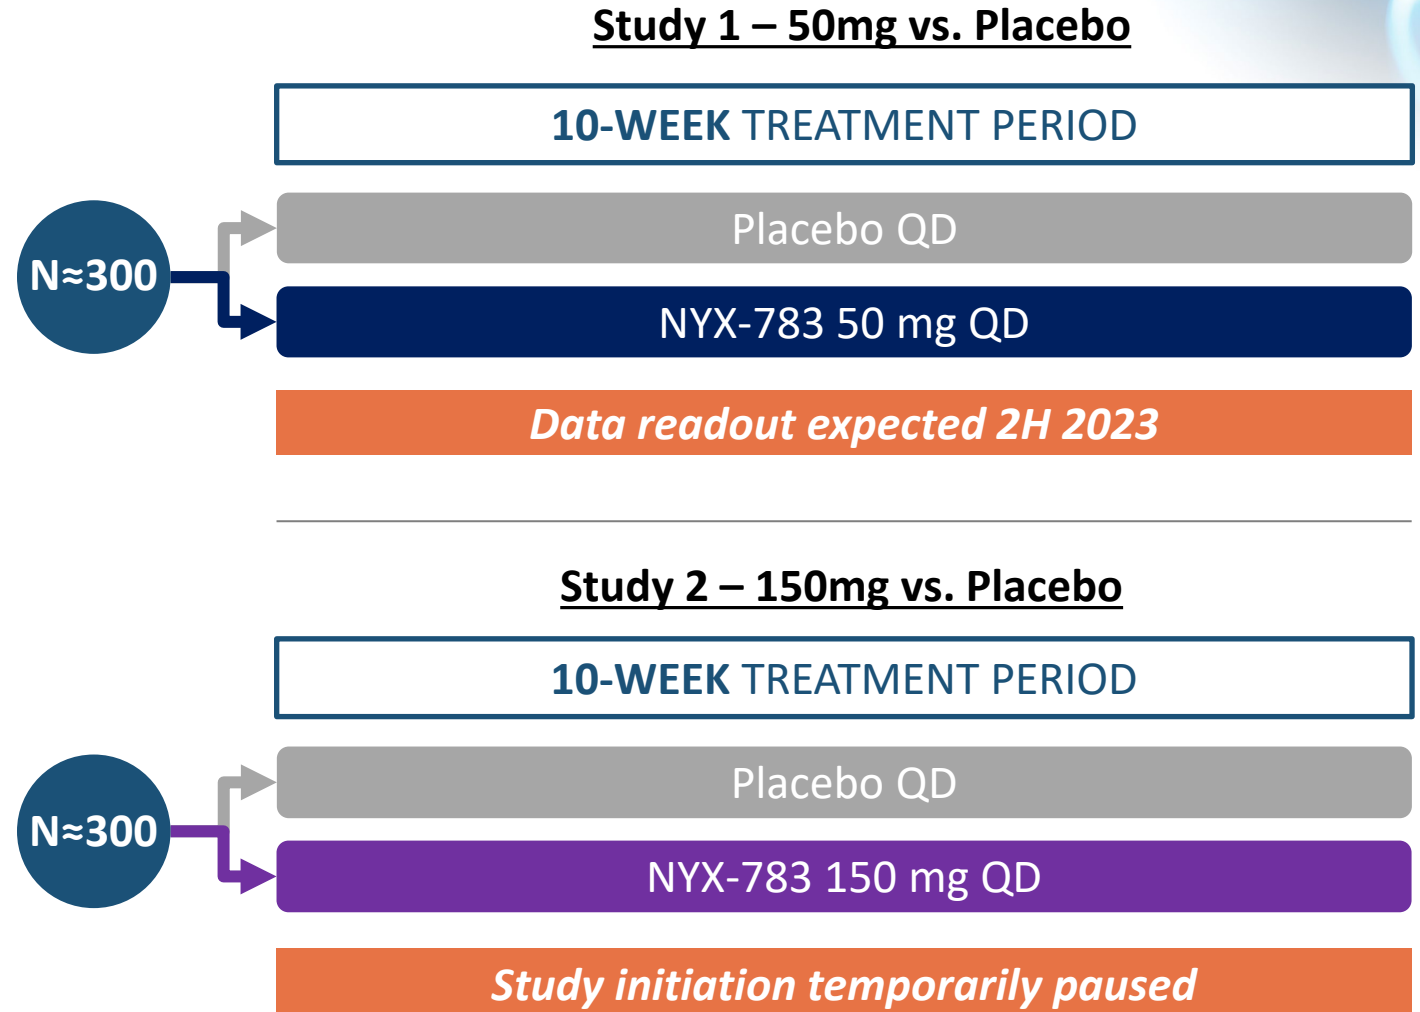 Study 1 – 50mg vs. Placebo
10-WEEK TREATMENT PERIOD
N≈300
Placebo QD
NYX-783 50 mg QD
Data readout expected 2H 2023
Study 2 – 150mg vs. Placebo
10-WEEK TREATMENT PERIOD
N≈300
Placebo QD
NYX-783 150 mg QD
Study initiation temporarily paused